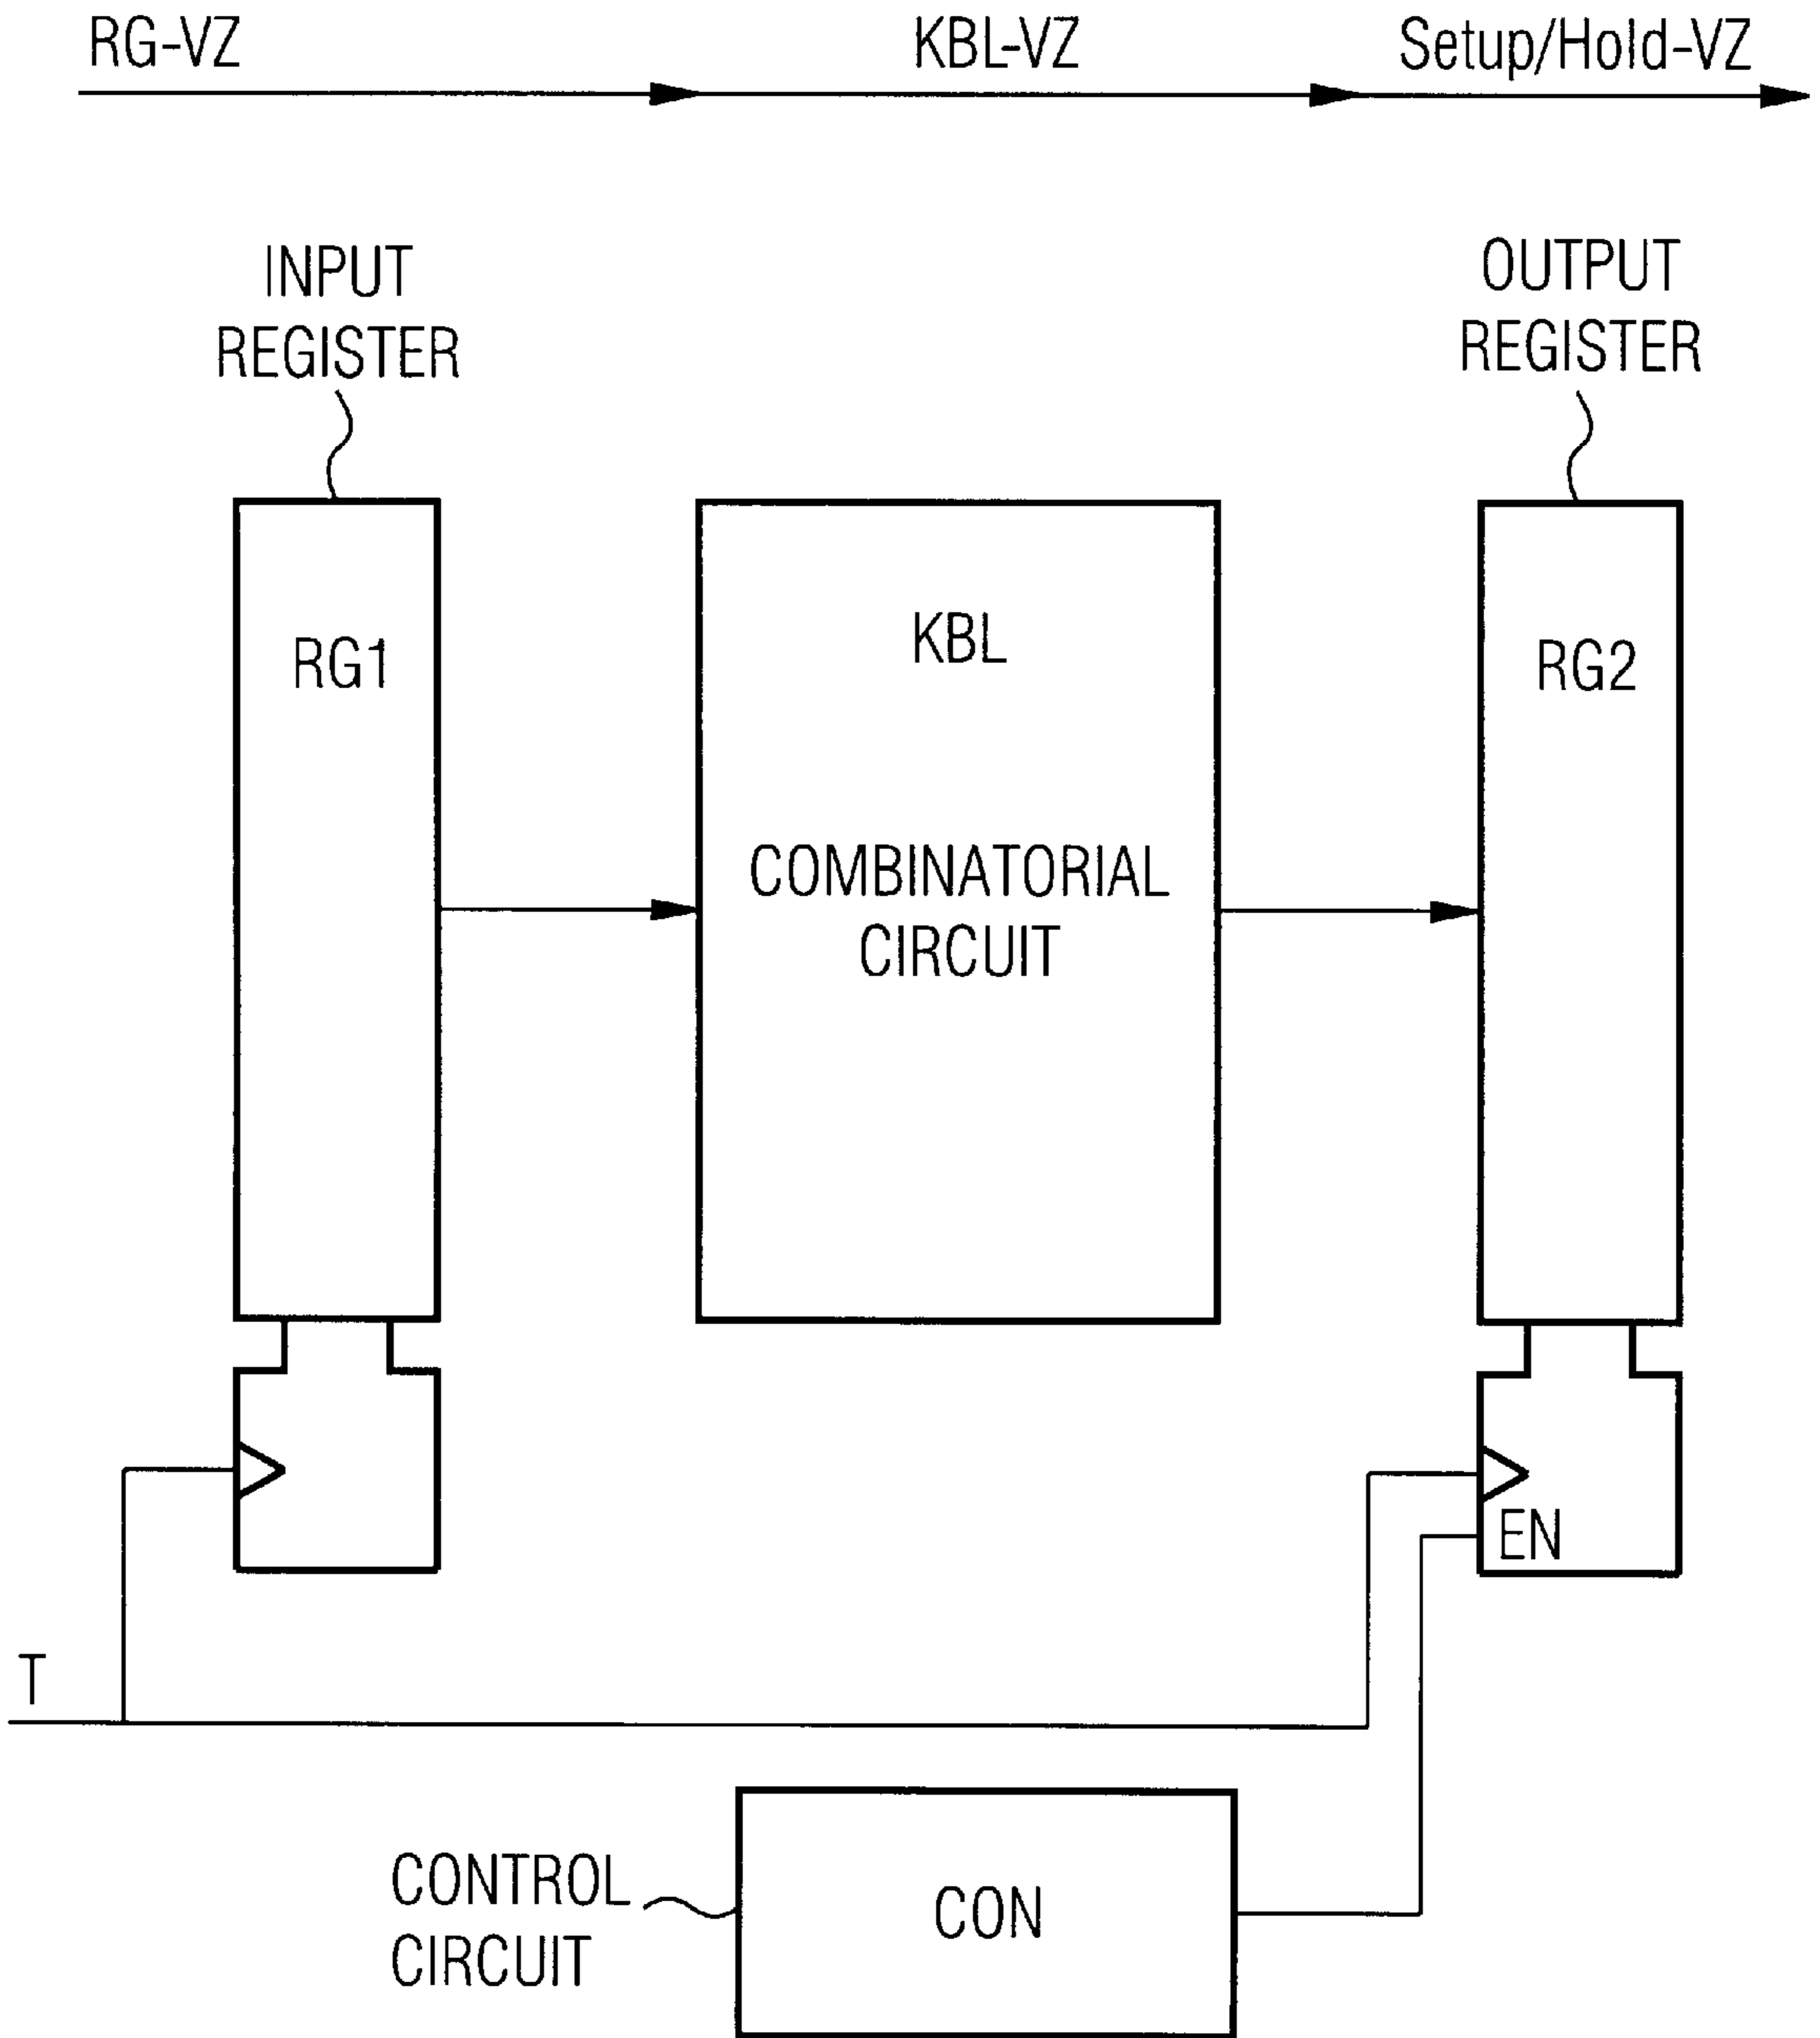 RG-VZ
KBL-VZ
Setup/Hold-VZ
INPUT
REGISTER
OUTPUT
REGISTER
RG1
KBL
RG2
COMBINATORIAL
CIRCUIT
EN
T
CONTROL
CIRCUIT
CON